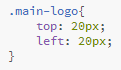 .main-logo{
    top: 20px;
    left: 20px;
}